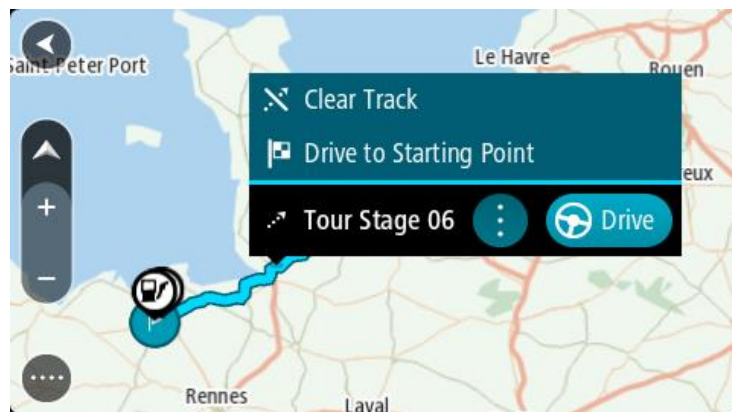 Saint Peter Port
Le Havre
Rouen
Clear Track
Drive to Starting Point
eux
Tour Stage 06
Drive
Rennes
Laval